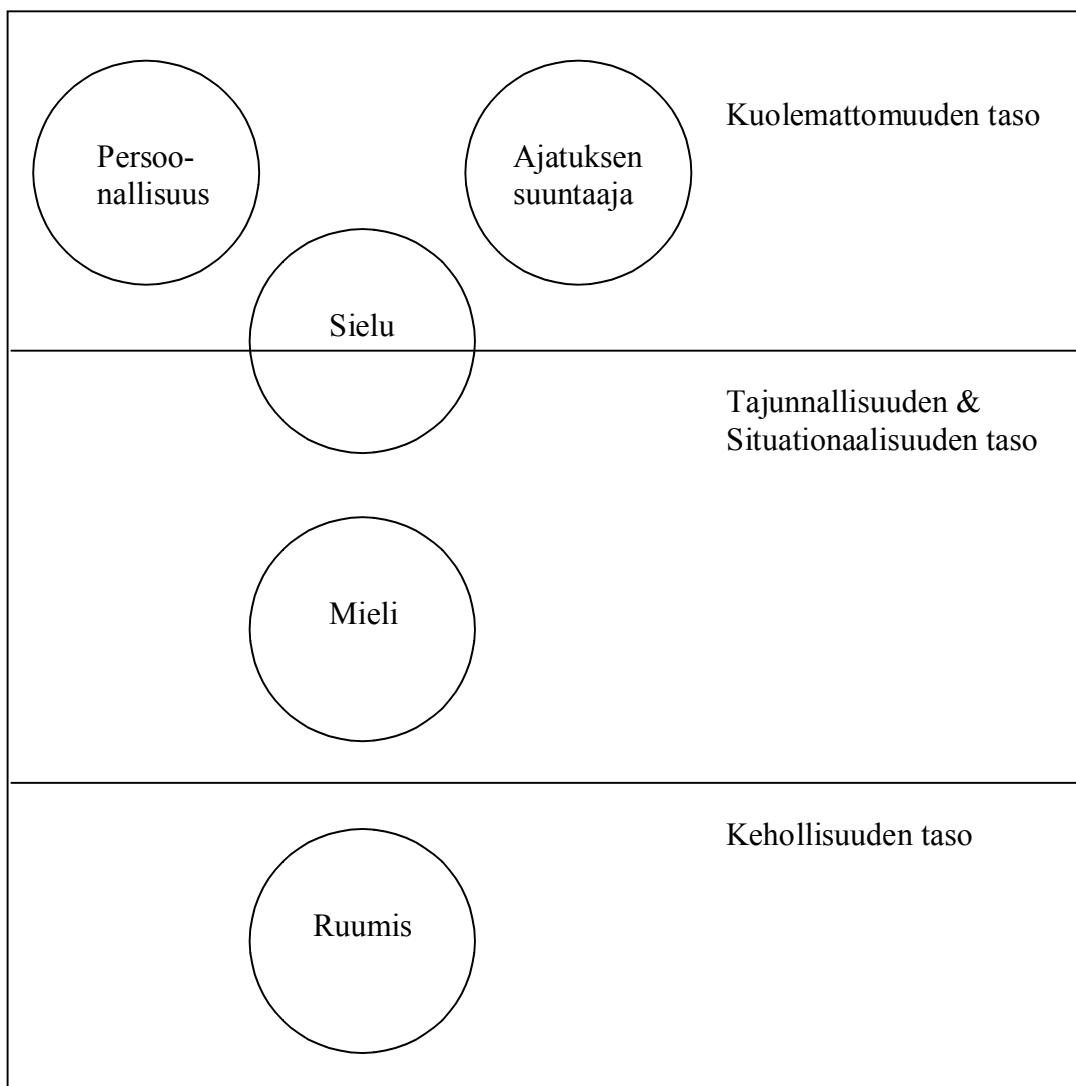 Persoo-
nallisuus
Ajatuksen
suuntaaja
Kuolemattomuuden taso
Sielu
Tajunnallisuuden &
Situationaalisuuden taso
Mieli
Kehollisuuden taso
Ruumis